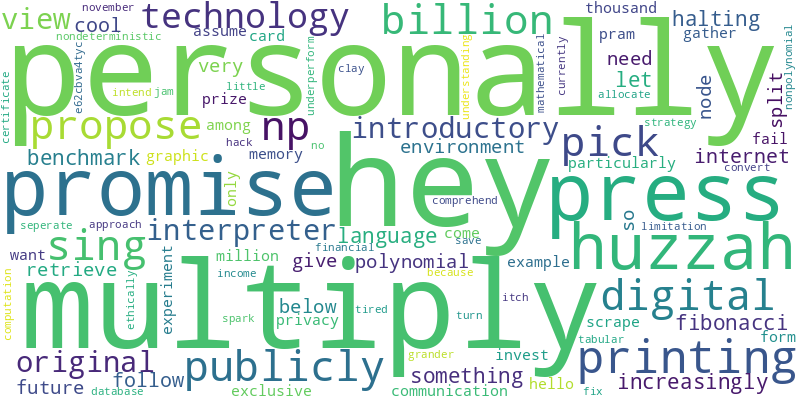 november
view
cool
technology
billion
thousand
halting
nondeterministic
assume
card
pram
gather
personally
certificate
e62cbva4tyc
very
little
underperform
clay
understanding
mathematical
currently
need
let
node
split
nonpolynomial
intend
jam
prize
allocate
propose
among
np
introductory
pick
strategy
hack
no
environment
internet
fail
benchmark
graphic
memory
particularly
convert
promise
only
hey
comprehend
press
seperate
approach
interpreter
language
come
save
so
limitation
huzzah
want
sing
financial
because
retrieve
experiment
million
give
polynomial
example
income
itch
digital
computation
multiply
ethically
below
tired
turn
spark
privacy
scrape
fibonacci
tabular
form
original
publicly
grander
invest
printing
future
follow
something
hello
increasingly
database
exclusive
communication
fix